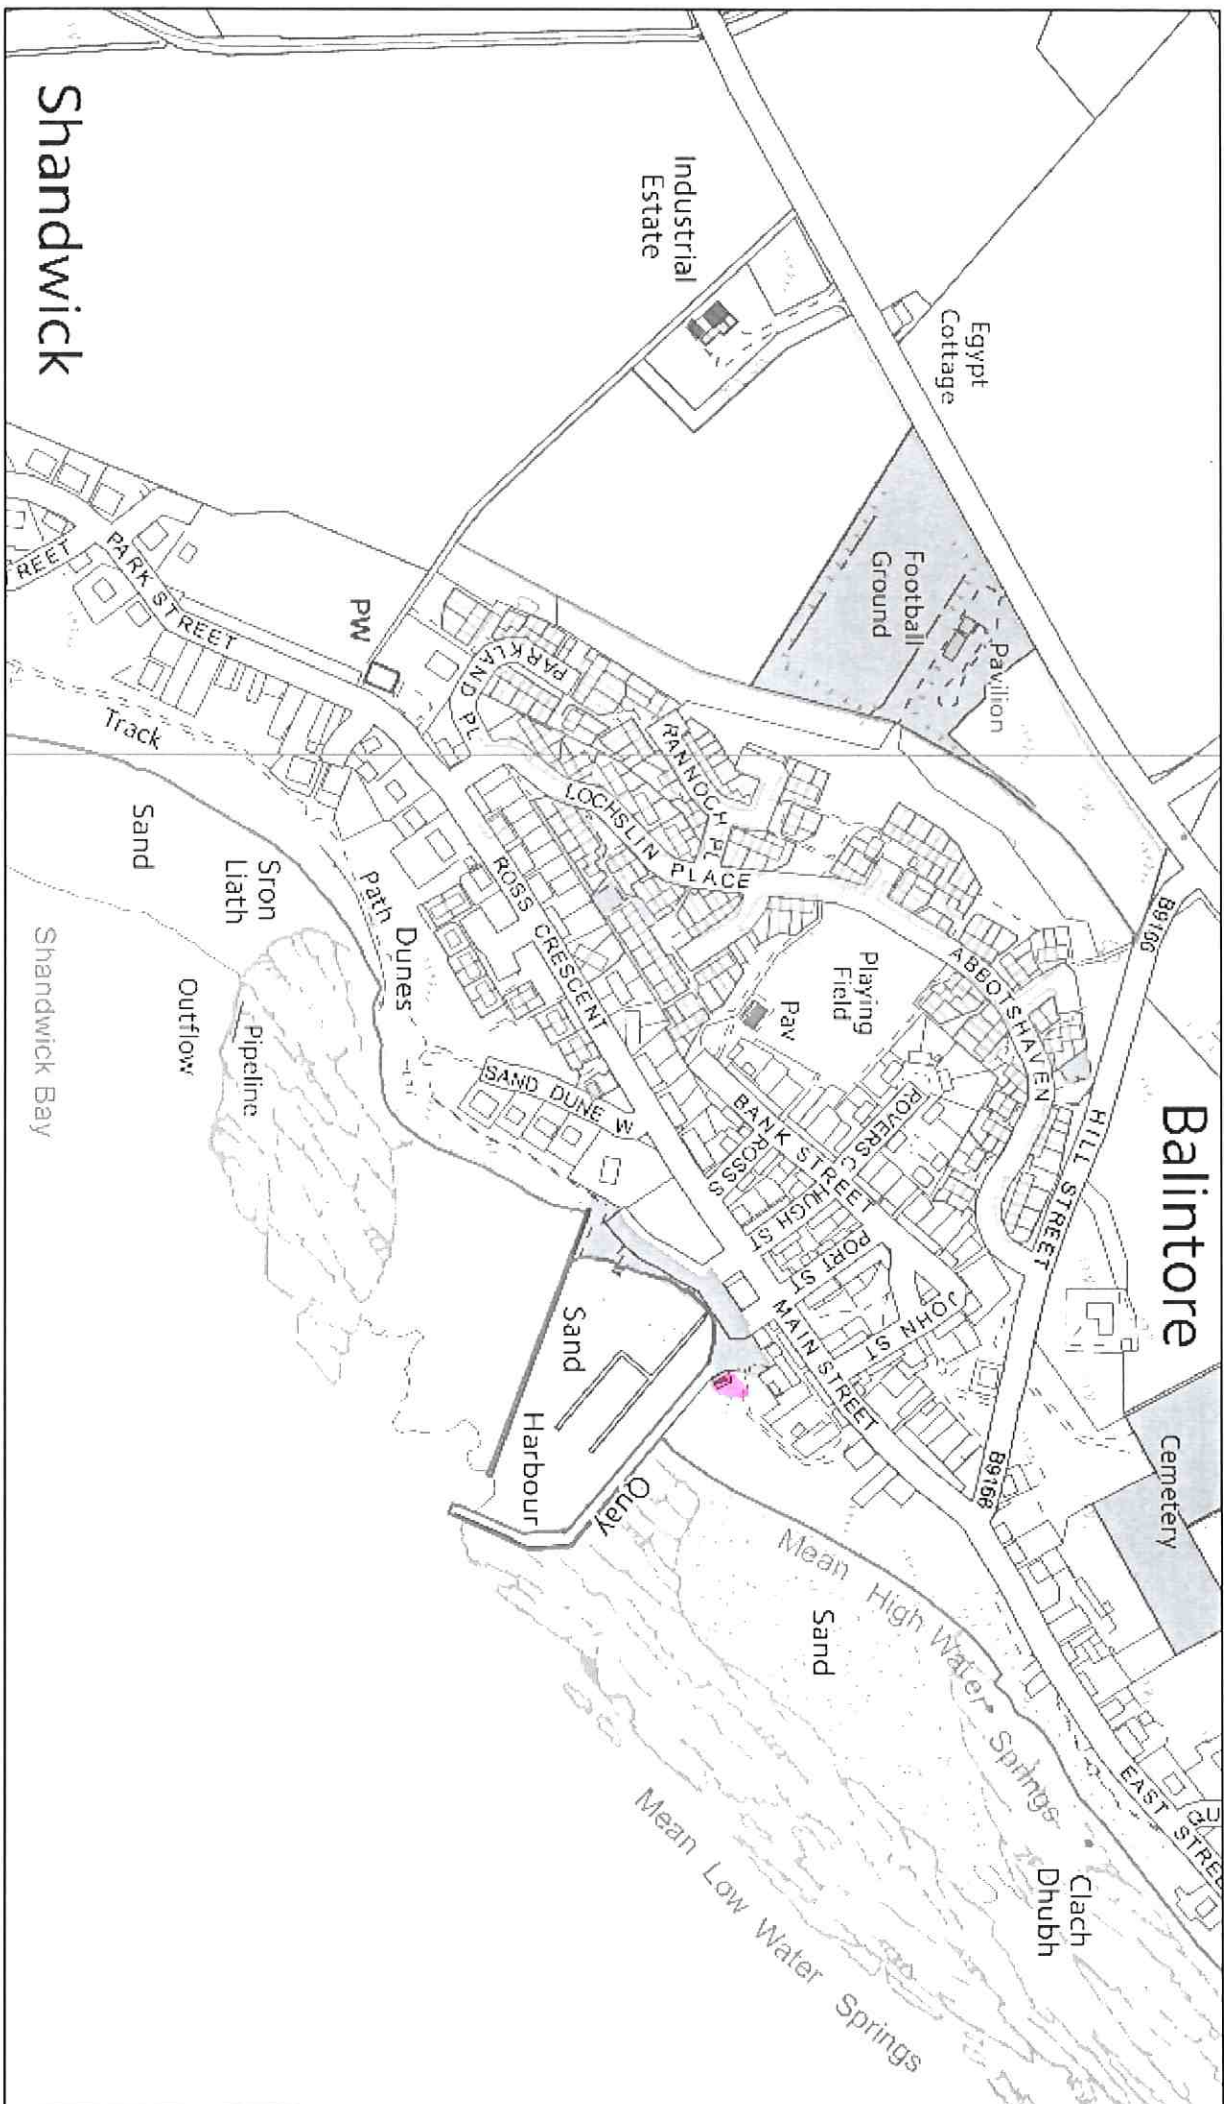 Balintore
Cemetery
B9166
HILL STREET
B9166
EAST STREE
Clach
Dhubh
Egypt
Cottage
Pavilion
Football
Ground
ABBOTSHAVEN
Playing
Field
Pav
ROVERS C
BANK STREET
ROSS S
HUGH ST
PORT ST
JOHN ST
MAIN STREET
Mean High Water Springs
Sand
Mean Low Water Springs
Industrial
Estate
RANNOCH PL
LOCHSLIN PLACE
PARKLAND PL
ROSS CRESCENT
SAND DUNE W
Quay
Sand
Harbour
PW
Path
Dunes
Sron
Liath
Pipeline
Outflow
PARK STREET
REET
Track
Sand
Shandwick
Shandwick Bay